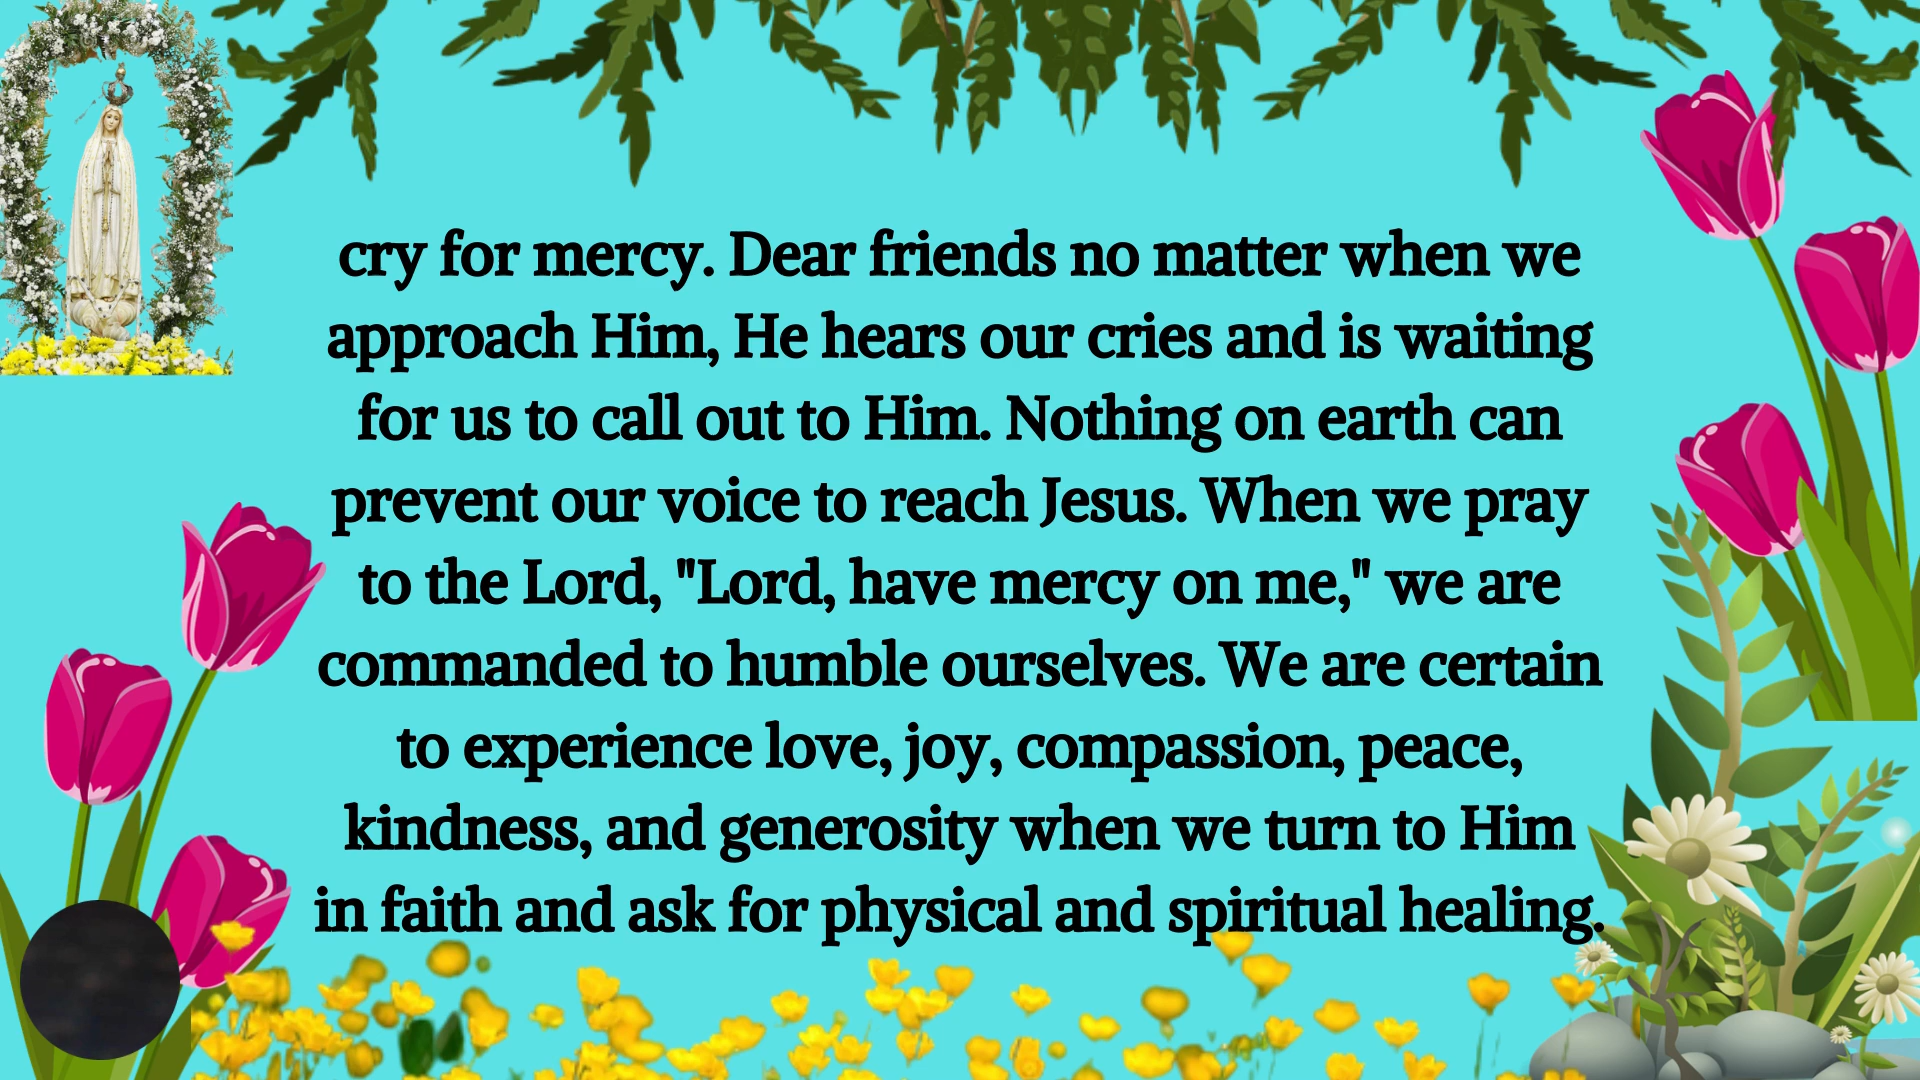 cry for mercy. Dear friends no matter when we
approach Him, He hears our cries and is waiting
for us to call out to Him. Nothing on earth can
prevent our voice to reach Jesus. When we pray
to the Lord, "Lord, have mercy on me," we are
commanded to humble ourselves. We are certain
to experience love, joy, compassion, peace,
kindness, and generosity when we turn to Him
in faith and ask for physical and spiritual healing.